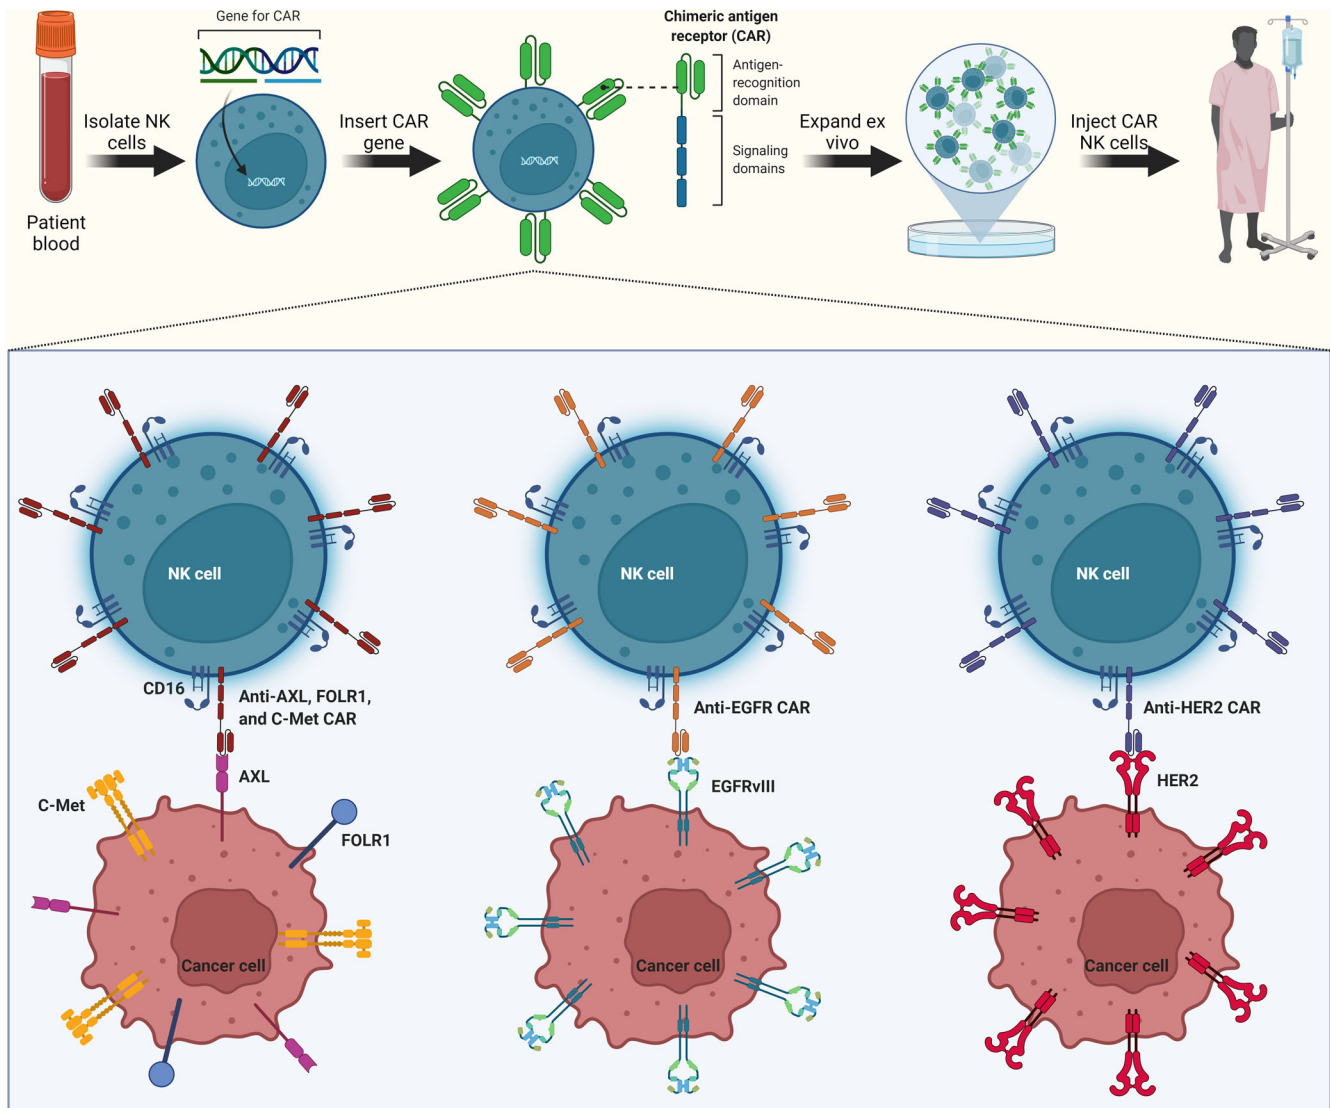 Gene for CAR
Chimeric antigen
receptor (CAR)
Antigen-
recognition
domain
Signaling
domains
Isolate NK
cells
Insert CAR
gene
Expand ex
vivo
Inject CAR
NK cells
Patient
blood
NK cell
NK cell
NK cell
CD16
Anti-AXL, FOLR1,
and C-Met CAR
Anti-EGFR CAR
Anti-HER2 CAR
AXL
C-Met
FOLR1
EGFRvIII
HER2
Cancer cell
Cancer cell
Cancer cell